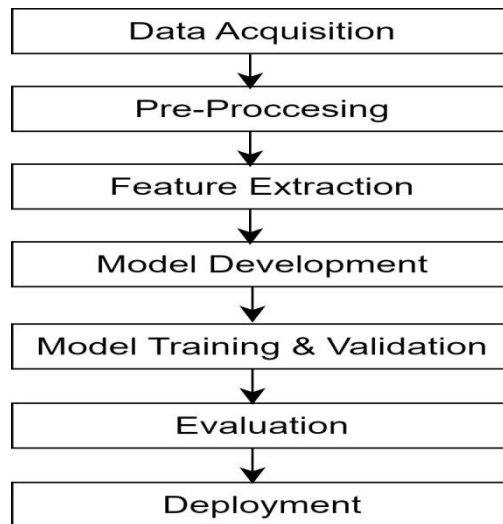 Data Acquisition
Pre-Proccesing
Feature Extraction
Model Development
Model Training & Validation
Evaluation
Deployment